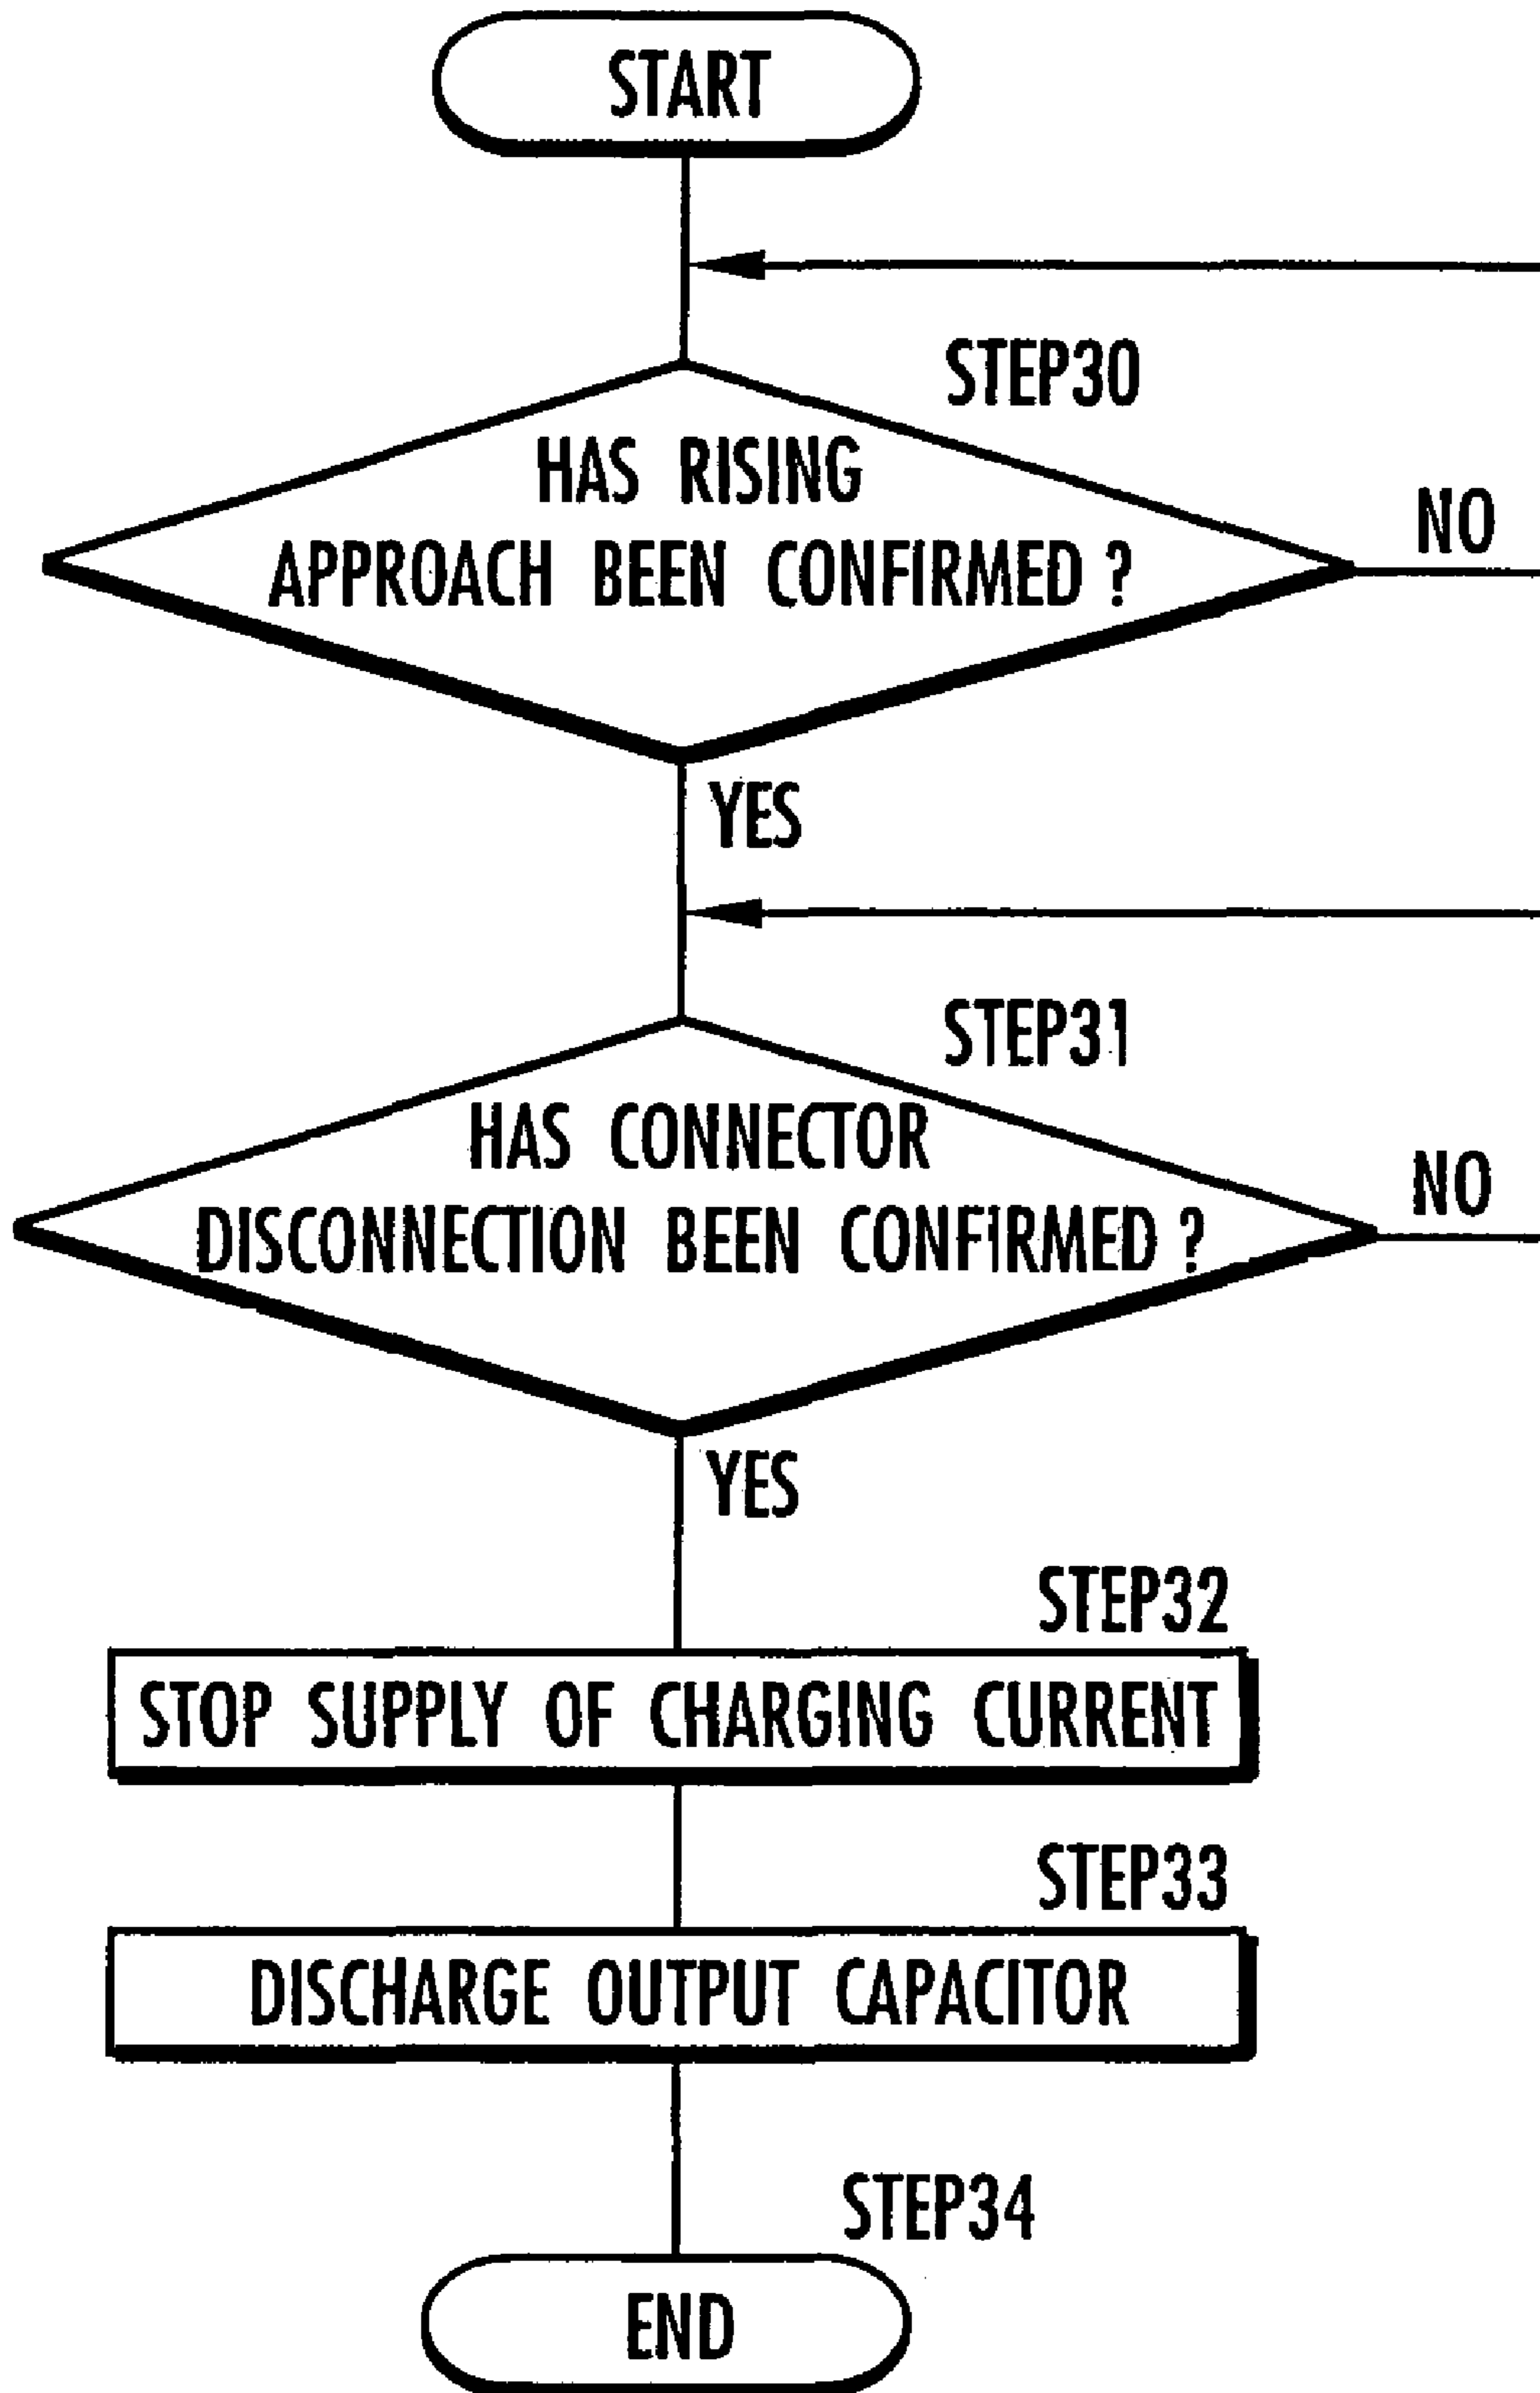 START
STEP30
HAS RISING
APPROACH BEEN CONFIRMED ?
NO
YES
STEP31
HAS CONNECTOR
DISCONNECTION BEEN CONFIRMED ?
NO
YES
STEP32
STOP SUPPLY OF CHARGING CURRENT
STEP33
DISCHARGE OUTPUT CAPACITOR
STEP34
END